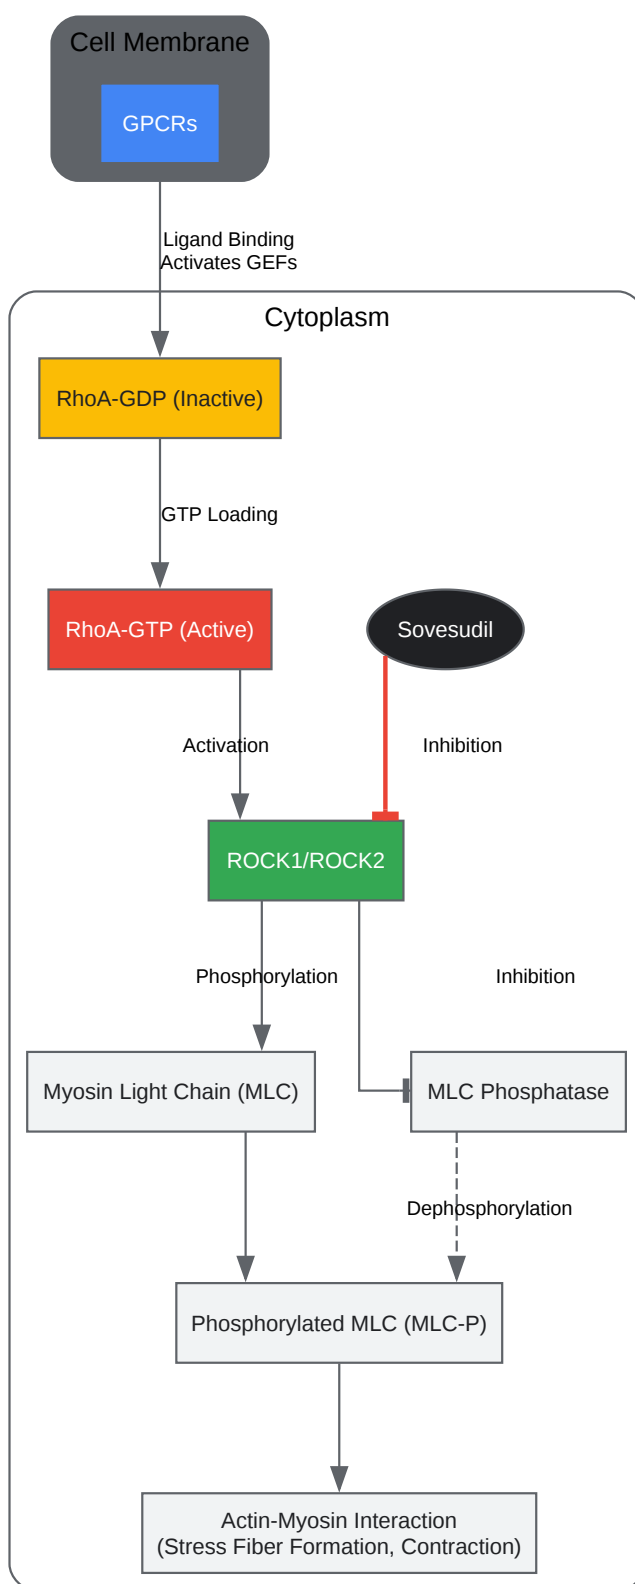 Cell Membrane
GPCRs
Ligand Binding
Activates GEFs
Cytoplasm
RhoA-GDP (Inactive)
GTP Loading
RhoA-GTP (Active)
Sovesudil
Activation
Inhibition
ROCK1/ROCK2
Phosphorylation
Inhibition
Myosin Light Chain (MLC)
MLC Phosphatase
Dephosphorylation
Phosphorylated MLC (MLC-P)
Actin-Myosin Interaction
(Stress Fiber Formation, Contraction)